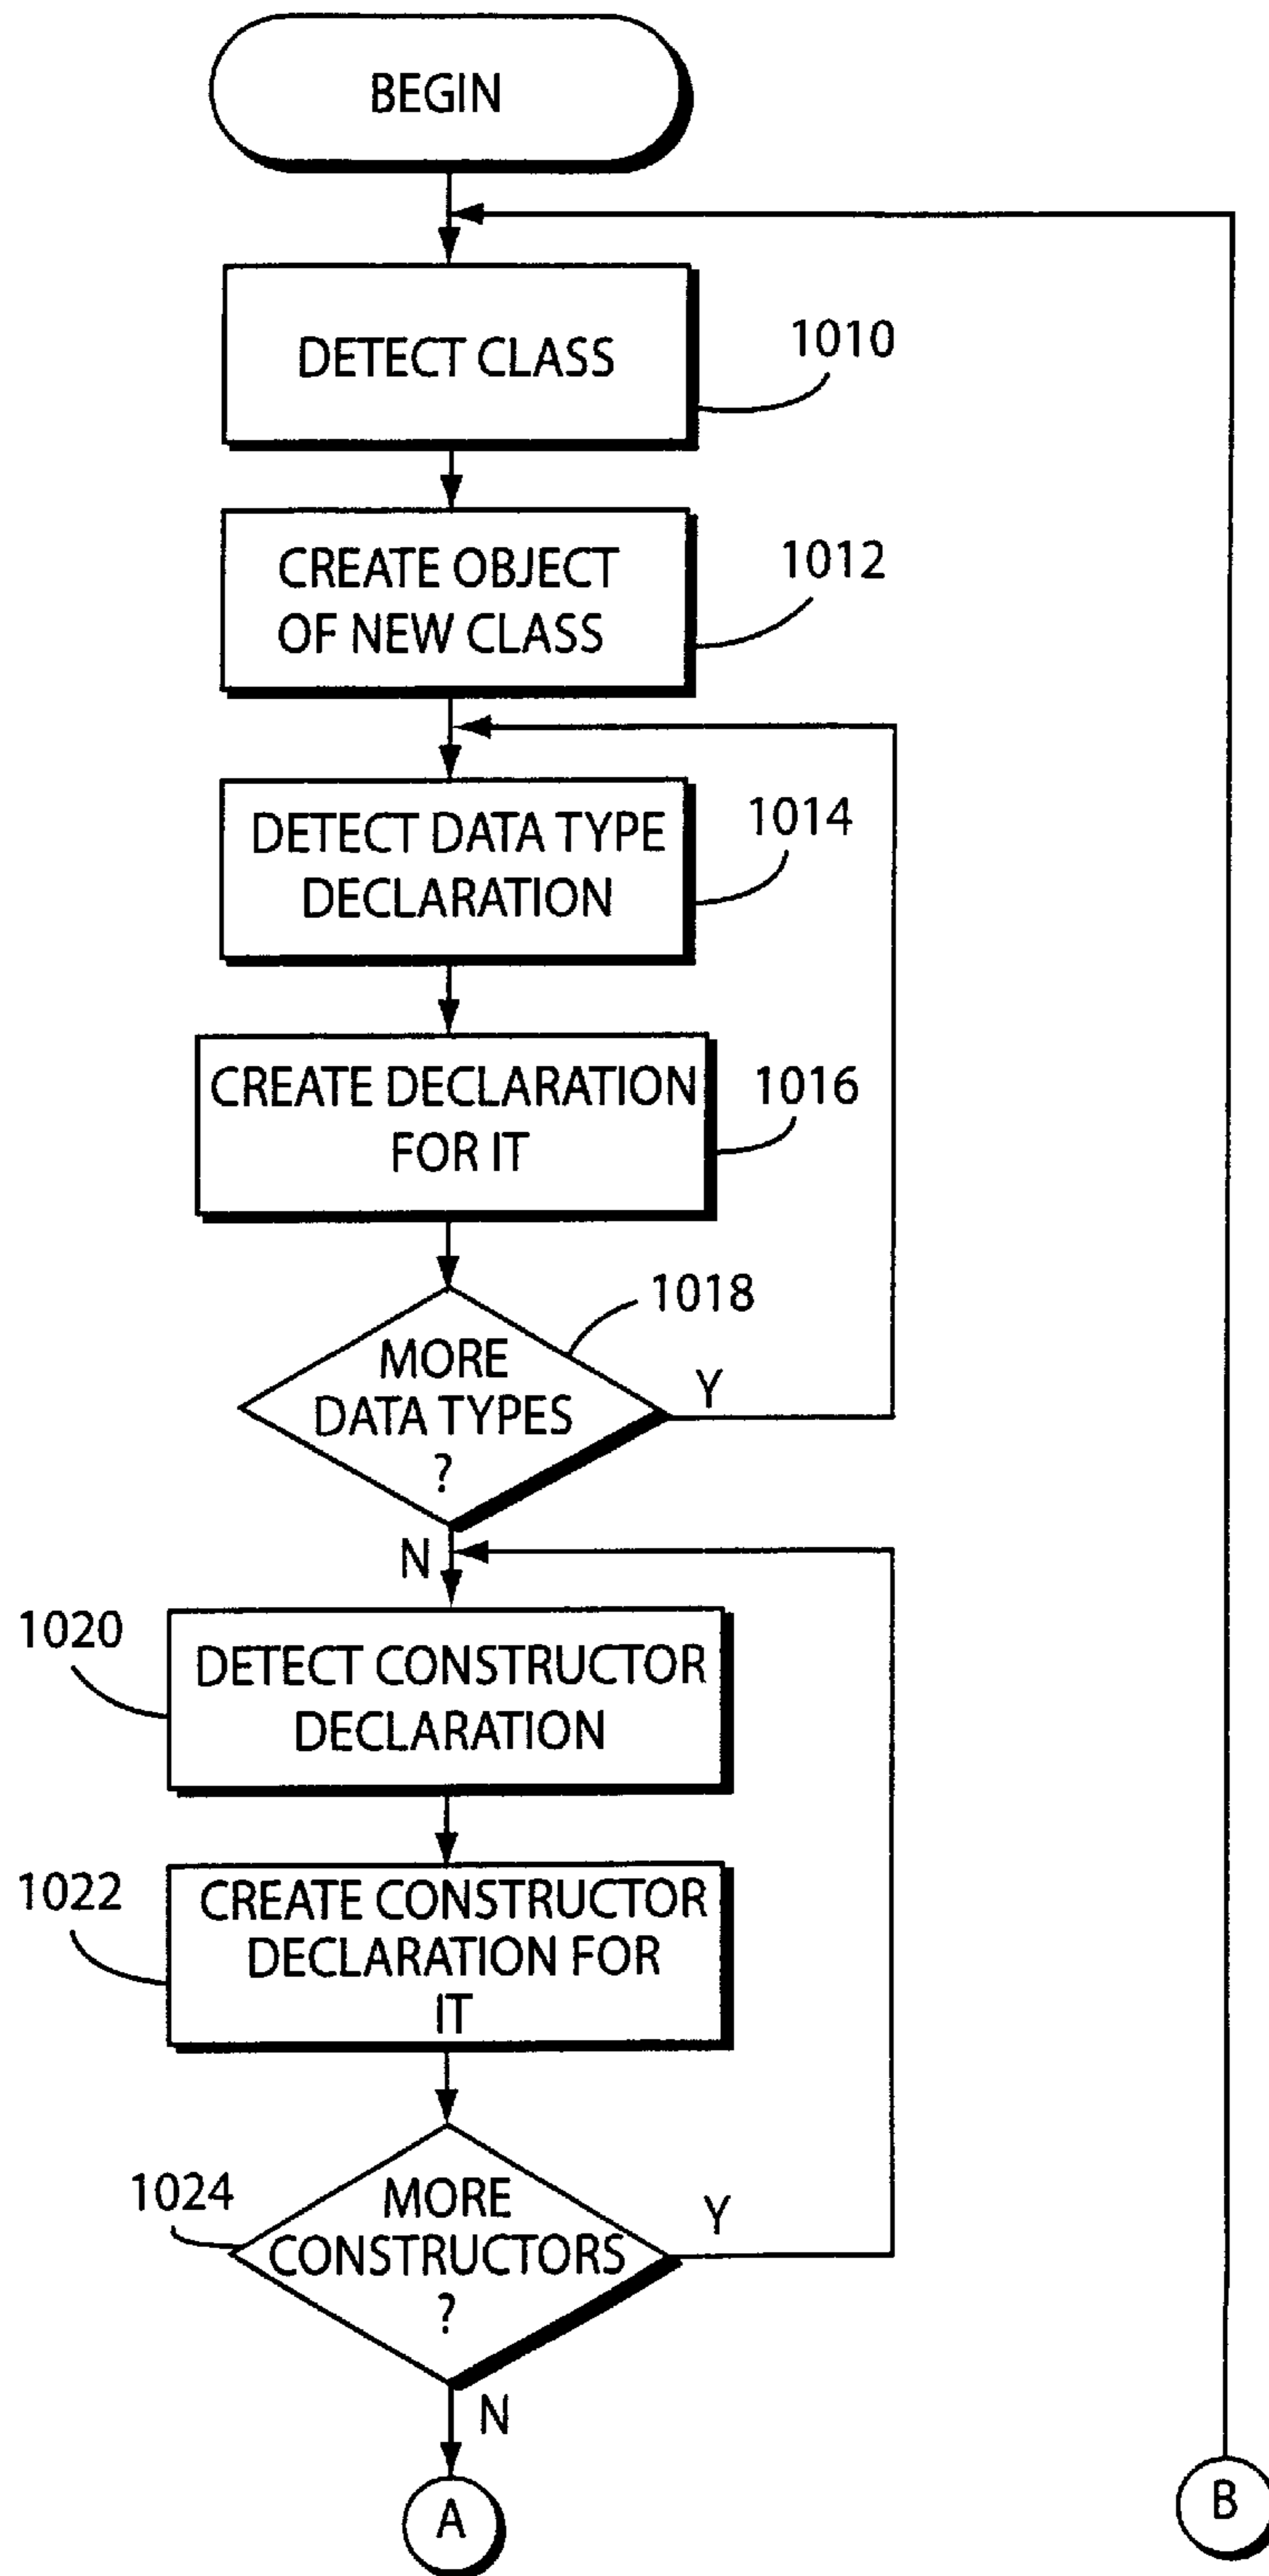 BEGIN
DETECT CLASS
1010
CREATE OBJECT
OF NEW CLASS
1012
DETECT DATA TYPE
DECLARATION
1014
CREATE DECLARATION
FOR IT
1016
MORE
DATA TYPES
?
1018
Y
N
1020
DETECT CONSTRUCTOR
DECLARATION
1022
CREATE CONSTRUCTOR
DECLARATION FOR
IT
1024
MORE
CONSTRUCTORS
?
Y
N
A
B